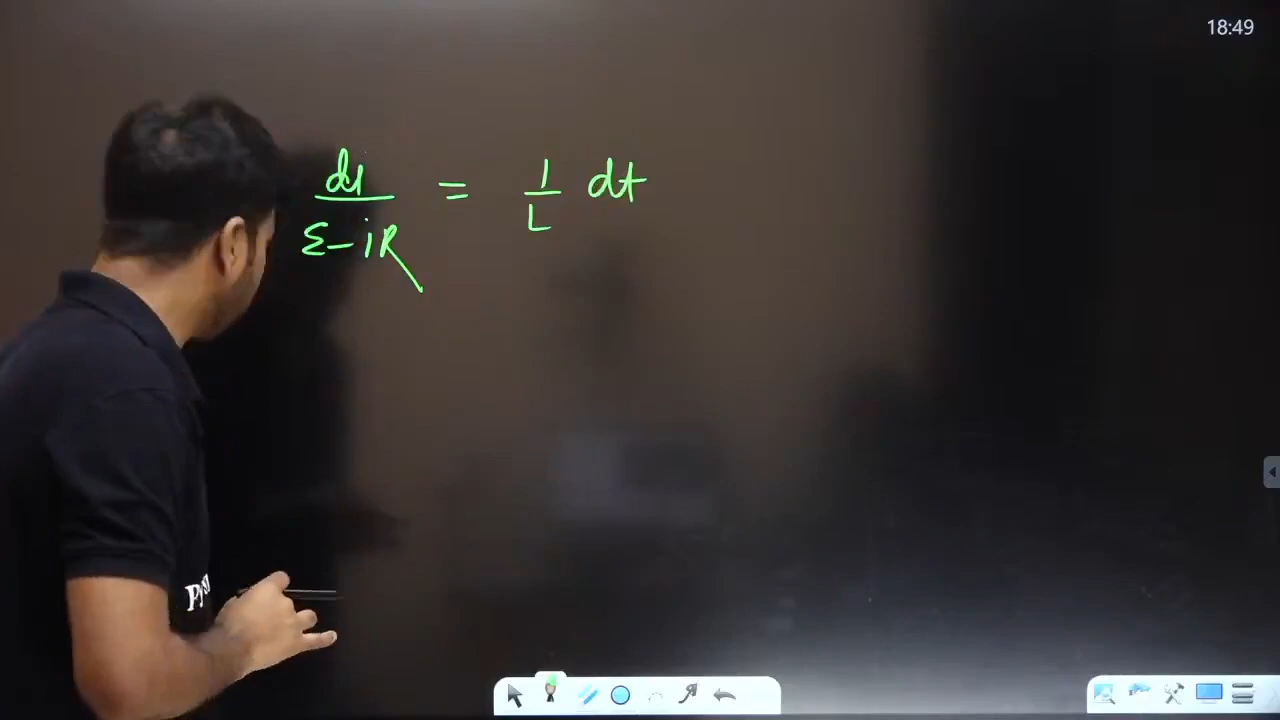 18:49
di/(ε-iR) = 1/L dt